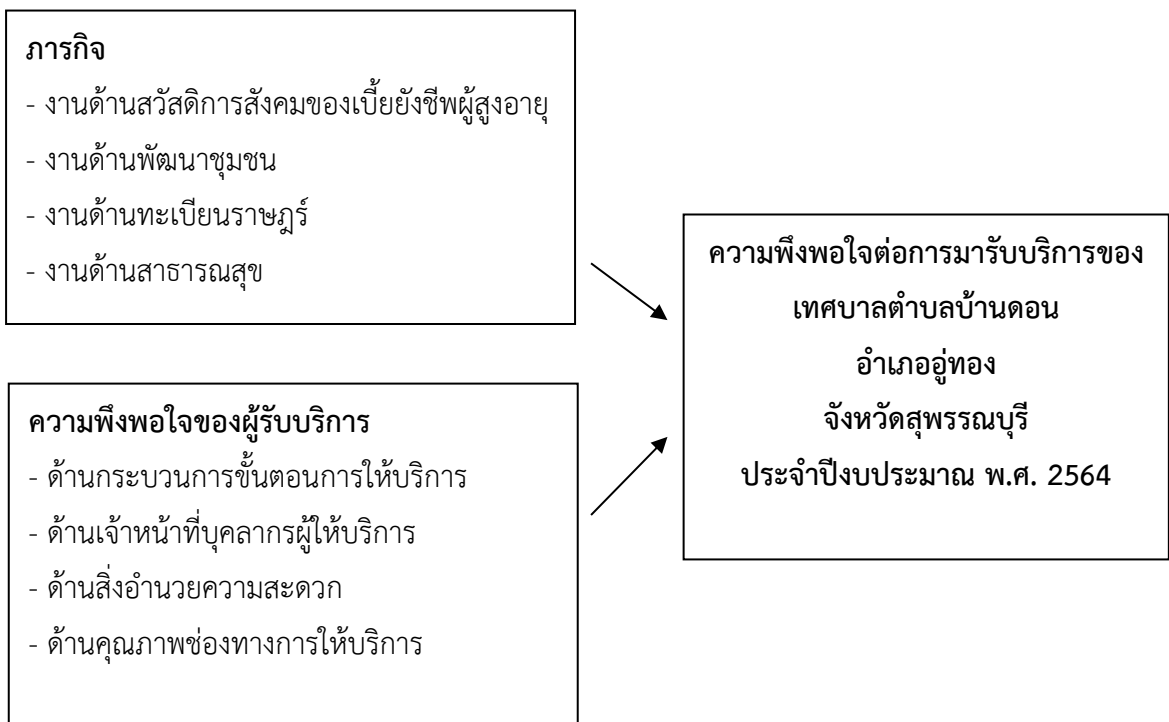 ภารกิจ
- งานด้านสวัสดิการสังคมของเบี้ยยังชีพผู้สูงอายุ
- งานด้านพัฒนาชุมชน
- งานด้านทะเบียนราษฎร์
- งานด้านสาธารณสุข
ความพึงพอใจของผู้รับบริการ
- ด้านกระบวนการขั้นตอนการให้บริการ
- ด้านเจ้าหน้าที่บุคลากรผู้ให้บริการ
- ด้านสิ่งอำนวยความสะดวก
- ด้านคุณภาพช่องทางการให้บริการ
ความพึงพอใจต่อการมารับบริการของ
เทศบาลตำบลบ้านดอน
อำเภออู่ทอง
จังหวัดสุพรรณบุรี
ประจำปีงบประมาณ พ.ศ. 2564